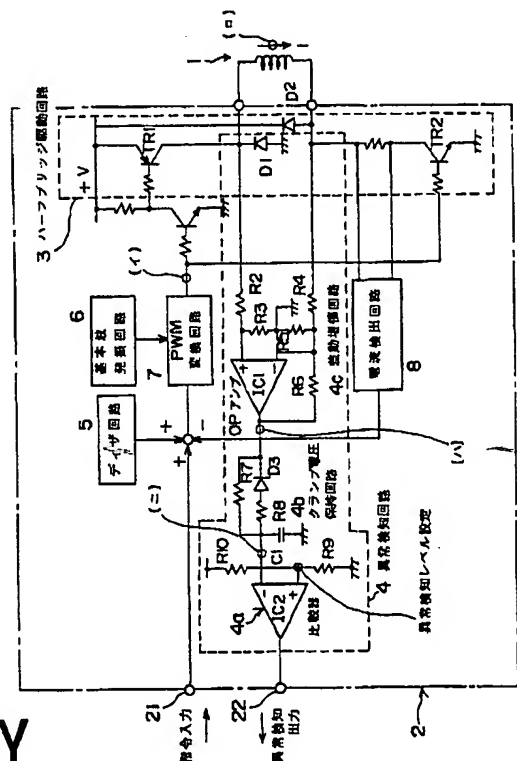 3 ハーフブリッジ駆動回路
+V
TR1
D1
D2
(ロ)
TR2
(イ)
6
基本波
発振回路
7
PWM
変換回路
5
ディザ回路
+
+
-
R2
R3
R4
R5
R6
+
-
IC1
OPアンプ
4c 差動増幅回路
電流検出回路
8
(ハ)
R7
D3
クランプ電圧
保持回路
4b
R8
C1
(ニ)
R10
R9
4a
IC2
-
+
比較器
4 異常検知回路
異常検知レベル設定
21
指令入力
22
異常検知
出力
2
Y